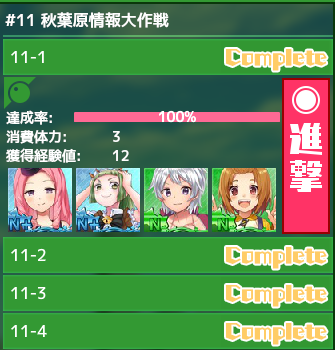 #11 秋葉原情報大作戦
11-1 Complete
達成率: 100%
消費体力: 3
獲得経験値: 12
進撃
N+ N+ N+ N+
11-2 Complete
11-3 Complete
11-4 Complete